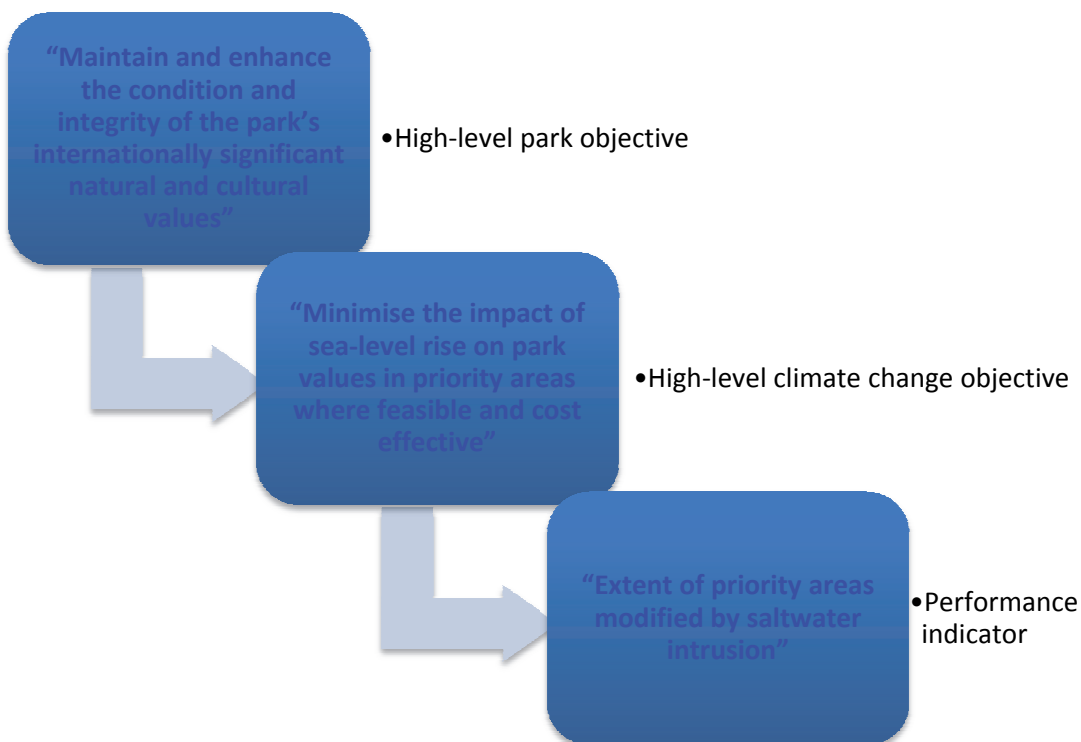 “Maintain and enhance
the condition and
integrity of the park’s
internationally significant
natural and cultural
values”
•High-level park objective
“Minimise the impact of
sea-level rise on park
values in priority areas
where feasible and cost
effective”
•High-level climate change objective
“Extent of priority areas
modified by saltwater
intrusion”
•Performance
indicator